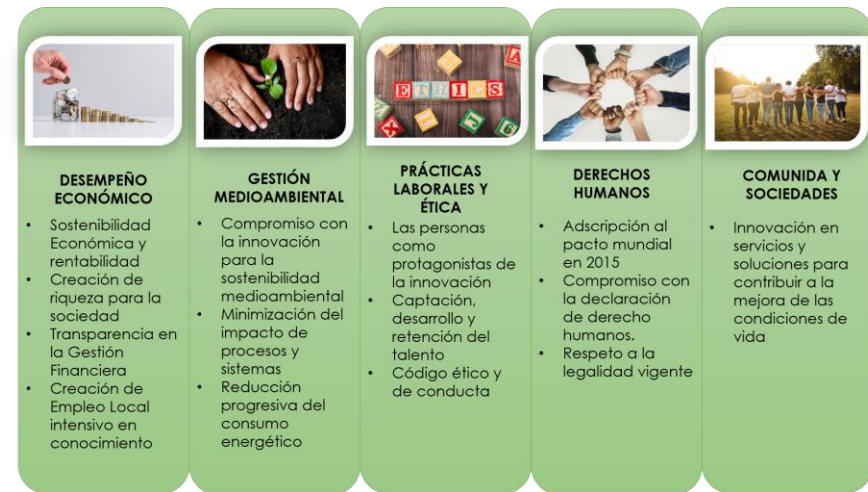 DESEMPEÑO
ECONÓMICO
• Sostenibilidad
Económica y
rentabilidad
• Creación de
riqueza para la
sociedad
• Transparencia en
la Gestión
Financiera
• Creación de
Empleo Local
intensivo en
conocimiento
GESTIÓN
MEDIOAMBIENTAL
• Compromiso con
la innovación
para la
sostenibilidad
medioambiental
• Minimización del
impacto de
procesos y
sistemas
• Reducción
progresiva del
consumo
energético
ETHICS
PRÁCTICAS
LABORALES Y
ÉTICA
• Las personas
como
protagonistas de
la innovación
• Captación,
desarrollo y
retención del
talento
• Código ético y
de conducta
DERECHOS
HUMANOS
• Adscripción al
pacto mundial
en 2015
• Compromiso con
la declaración
de derecho
humanos.
• Respeto a la
legalidad vigente
COMUNIDA Y
SOCIEDADES
• Innovación en
servicios y
soluciones para
contribuir a la
mejora de las
condiciones de
vida